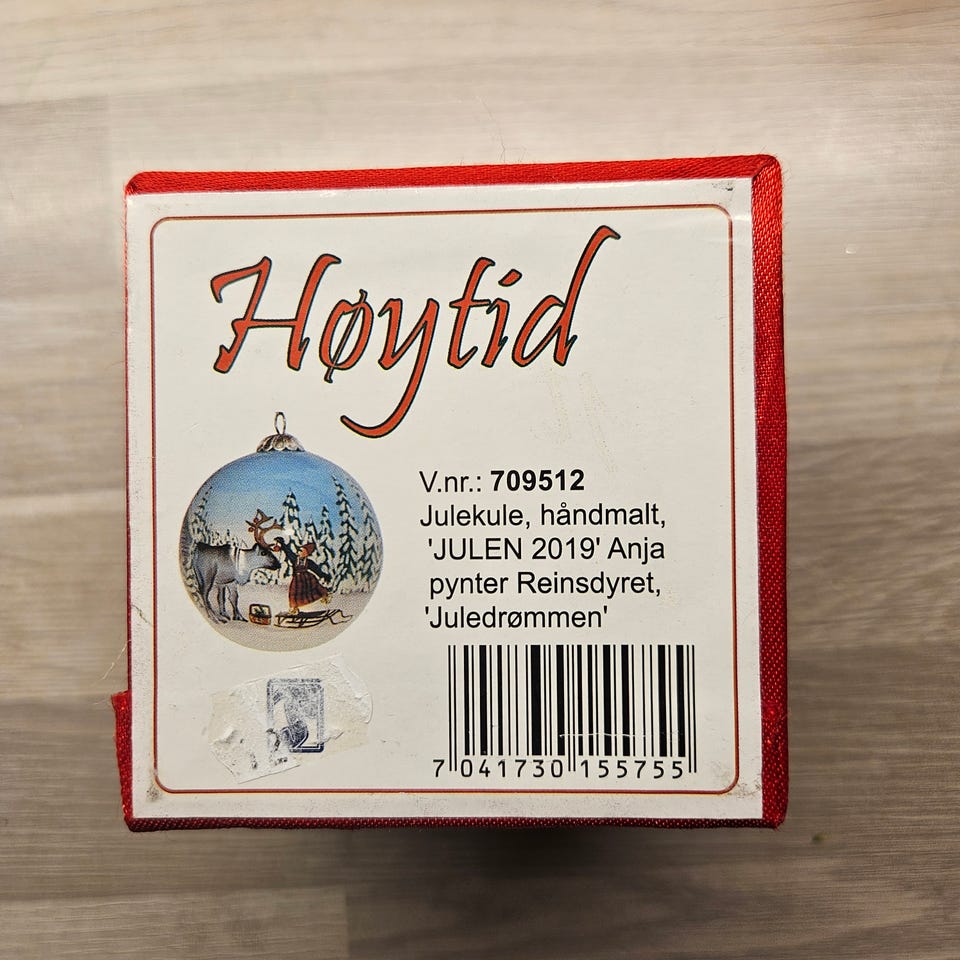 Høytid
V.nr.: 709512
Julekule, håndmalt,
'JULEN 2019' Anja
pynter Reinsdyret,
'Juledrømmen'
7 041730 155755